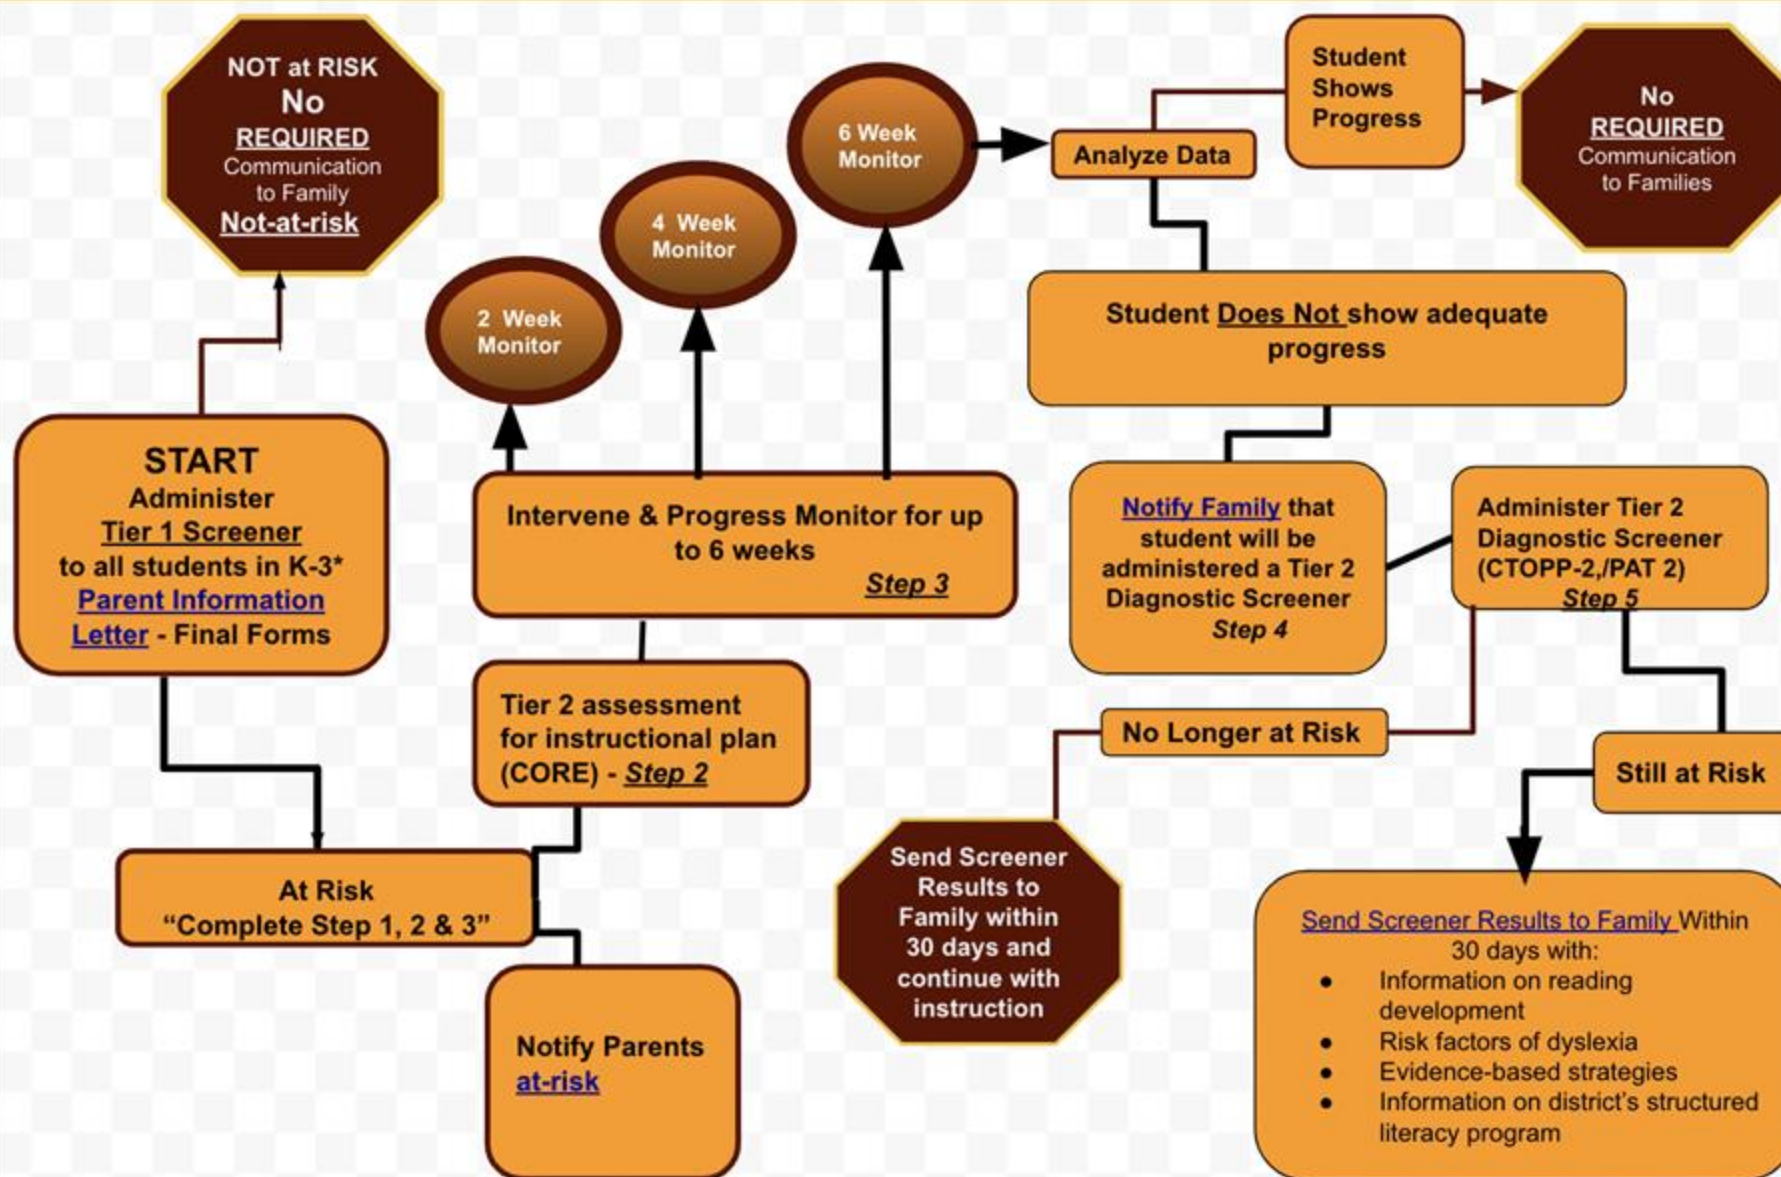 NOT at RISK
No
REQUIRED
Communication
to Family
Not-at-risk
START
Administer
Tier 1 Screener
to all students in K-3*
Parent Information
Letter - Final Forms
At Risk
“Complete Step 1, 2 & 3”
Notify Parents
at-risk
Tier 2 assessment
for instructional plan
(CORE) - Step 2
Intervene & Progress Monitor for up
to 6 weeks
Step 3
2 Week
Monitor
4 Week
Monitor
6 Week
Monitor
Analyze Data
Student
Shows
Progress
No
REQUIRED
Communication
to Families
Student Does Not show adequate
progress
Notify Family that
student will be
administered a Tier 2
Diagnostic Screener
Step 4
Administer Tier 2
Diagnostic Screener
(CTOPP-2,/PAT 2)
Step 5
No Longer at Risk
Send Screener
Results to
Family within
30 days and
continue with
instruction
Still at Risk
Send Screener Results to Family Within
30 days with:
● Information on reading
development
● Risk factors of dyslexia
● Evidence-based strategies
● Information on district's structured
literacy program